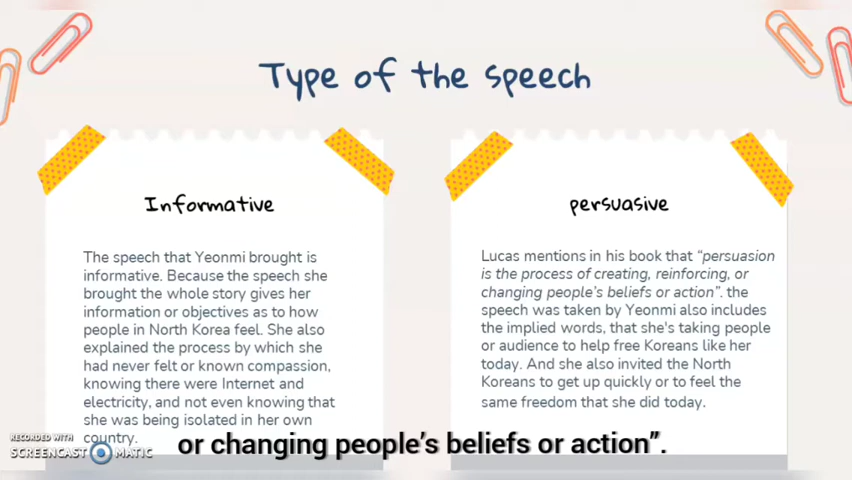 Type of the speech
Informative
The speech that Yeonmi brought is
informative. Because the speech she
brought the whole story gives her
information or objectives as to how
people in North Korea feel. She also
explained the process by which she
had never felt or known compassion,
knowing there were Internet and
electricity, and not even knowing that
she was being isolated in her own
country.
persuasive
Lucas mentions in his book that “persuasion
is the process of creating, reinforcing, or
changing people's beliefs or action”. the
speech was taken by Yeonmi also includes
the implied words, that she's taking people
or audience to help free Koreans like her
today. And she also invited the North
Koreans to get up quickly or to feel the
same freedom that she did today.
or changing people’s beliefs or action”.
RECORDED WITH
SCREENCAST MATIC